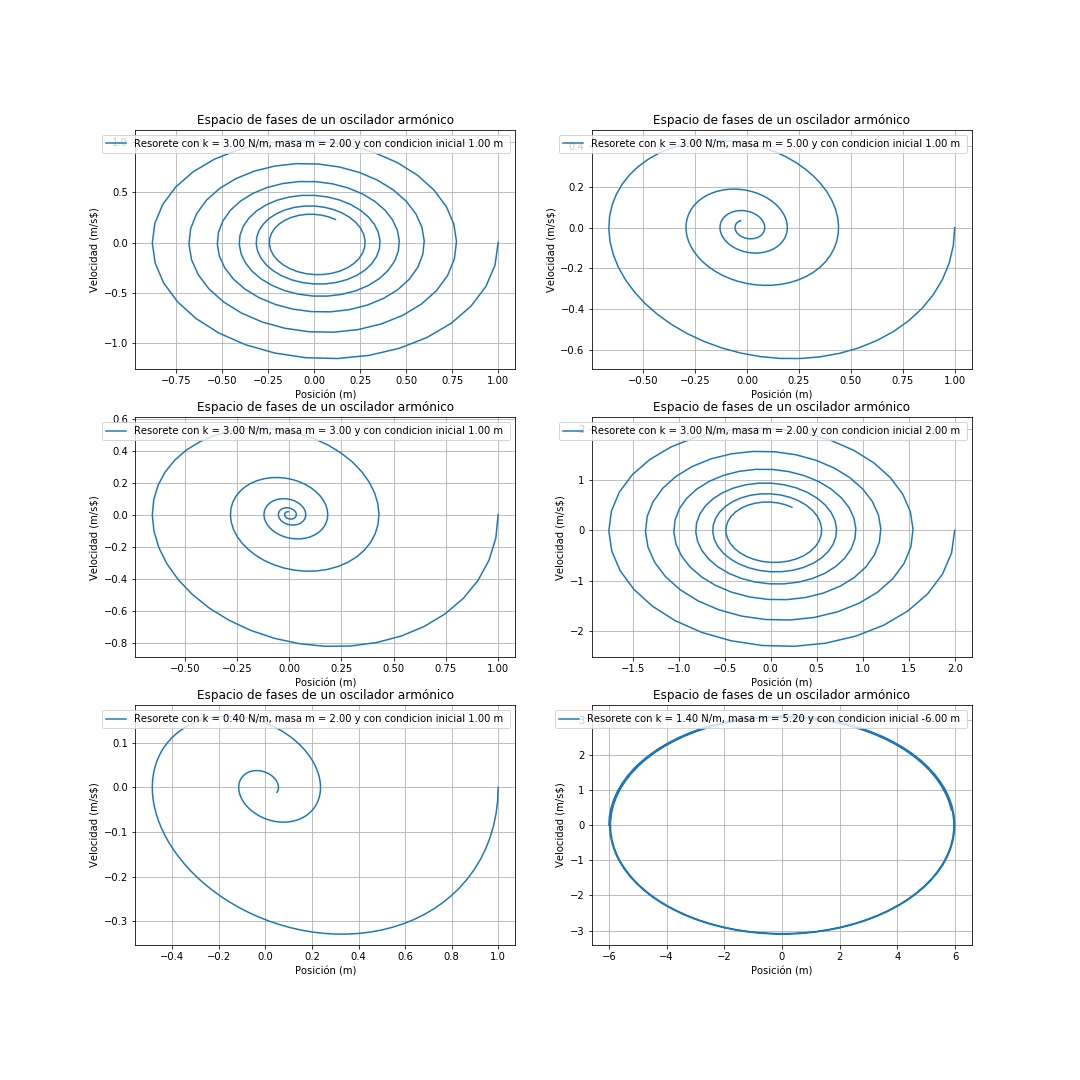 Espacio de fases de un oscilador armónico
Resorete con k = 3.00 N/m, masa m = 2.00 y con condicion inicial 1.00 m
1.0
0.5
0.0
−0.5
−1.0
Velocidad (m/s$)
−0.75 −0.50 −0.25 0.00 0.25 0.50 0.75 1.00
Posición (m)
Espacio de fases de un oscilador armónico
Resorete con k = 3.00 N/m, masa m = 5.00 y con condicion inicial 1.00 m
0.4
0.2
0.0
−0.2
−0.4
−0.6
Velocidad (m/s$)
−0.50 −0.25 0.00 0.25 0.50 0.75 1.00
Posición (m)
Espacio de fases de un oscilador armónico
Resorete con k = 3.00 N/m, masa m = 3.00 y con condicion inicial 1.00 m
0.6
0.4
0.2
0.0
−0.2
−0.4
−0.6
−0.8
Velocidad (m/s$)
−0.50 −0.25 0.00 0.25 0.50 0.75 1.00
Posición (m)
Espacio de fases de un oscilador armónico
Resorete con k = 3.00 N/m, masa m = 2.00 y con condicion inicial 2.00 m
2
1
0
−1
−2
Velocidad (m/s$)
−1.5 −1.0 −0.5 0.0 0.5 1.0 1.5 2.0
Posición (m)
Espacio de fases de un oscilador armónico
Resorete con k = 0.40 N/m, masa m = 2.00 y con condicion inicial 1.00 m
0.1
0.0
−0.1
−0.2
−0.3
Velocidad (m/s$)
−0.4 −0.2 0.0 0.2 0.4 0.6 0.8 1.0
Posición (m)
Espacio de fases de un oscilador armónico
Resorete con k = 1.40 N/m, masa m = 5.20 y con condicion inicial -6.00 m
3
2
1
0
−1
−2
−3
Velocidad (m/s$)
−6 −4 −2 0 2 4 6
Posición (m)